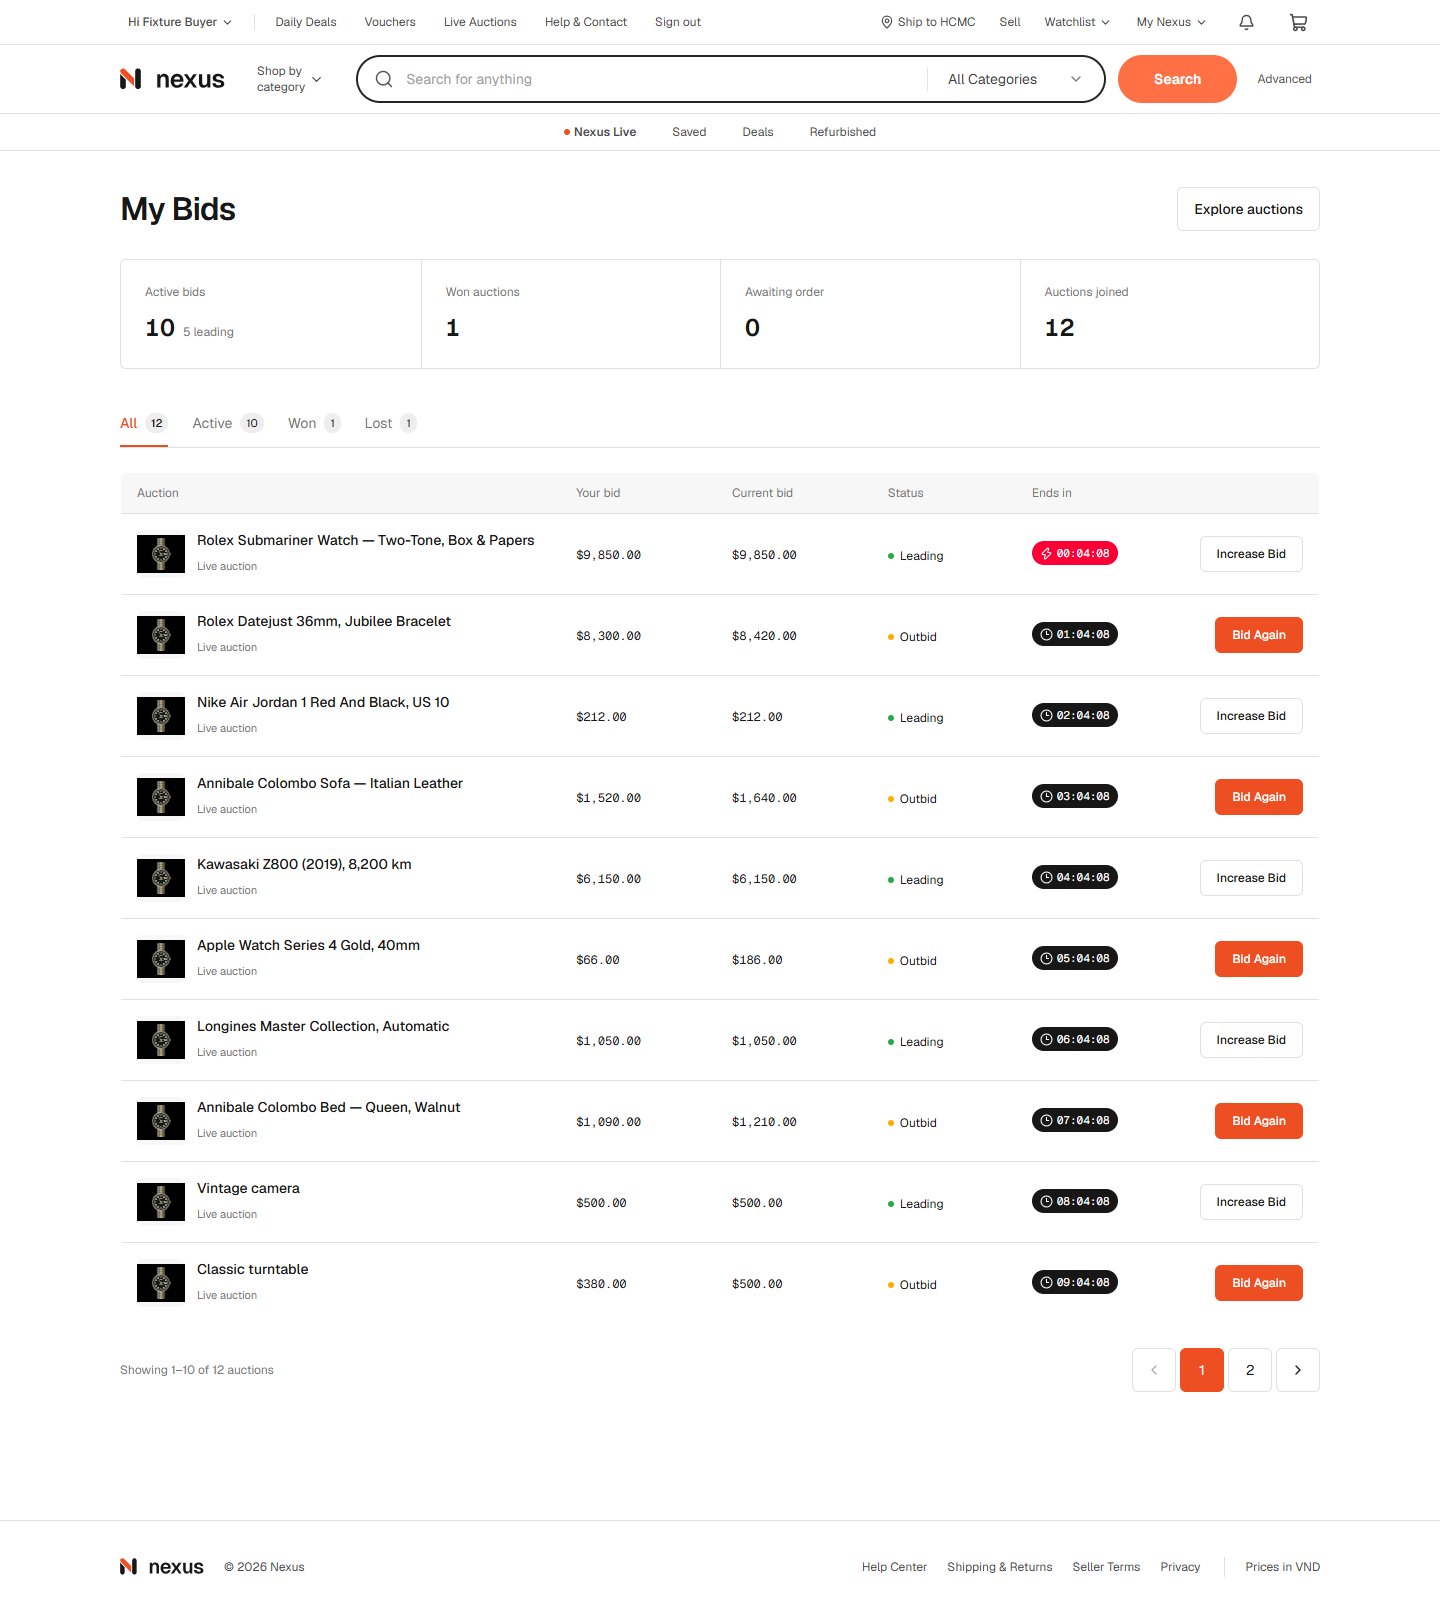 Hi Fixture Buyer
Daily Deals
Vouchers
Live Auctions
Help & Contact
Sign out
Ship to HCMC
Sell
Watchlist
My Nexus
nexus
Shop by
category
Search for anything
All Categories
Search
Advanced
Nexus Live
Saved
Deals
Refurbished
My Bids
Explore auctions
Active bids
10 5 leading
Won auctions
1
Awaiting order
0
Auctions joined
12
All 12
Active 10
Won 1
Lost 1
Auction
Your bid
Current bid
Status
Ends in
Rolex Submariner Watch — Two-Tone, Box & Papers
Live auction
$9,850.00
$9,850.00
Leading
00:04:08
Increase Bid
Rolex Datejust 36mm, Jubilee Bracelet
Live auction
$8,300.00
$8,420.00
Outbid
01:04:08
Bid Again
Nike Air Jordan 1 Red And Black, US 10
Live auction
$212.00
$212.00
Leading
02:04:08
Increase Bid
Annibale Colombo Sofa — Italian Leather
Live auction
$1,520.00
$1,640.00
Outbid
03:04:08
Bid Again
Kawasaki Z800 (2019), 8,200 km
Live auction
$6,150.00
$6,150.00
Leading
04:04:08
Increase Bid
Apple Watch Series 4 Gold, 40mm
Live auction
$66.00
$186.00
Outbid
05:04:08
Bid Again
Longines Master Collection, Automatic
Live auction
$1,050.00
$1,050.00
Leading
06:04:08
Increase Bid
Annibale Colombo Bed — Queen, Walnut
Live auction
$1,090.00
$1,210.00
Outbid
07:04:08
Bid Again
Vintage camera
Live auction
$500.00
$500.00
Leading
08:04:08
Increase Bid
Classic turntable
Live auction
$380.00
$500.00
Outbid
09:04:08
Bid Again
Showing 1–10 of 12 auctions
1
2
nexus
© 2026 Nexus
Help Center
Shipping & Returns
Seller Terms
Privacy
Prices in VND